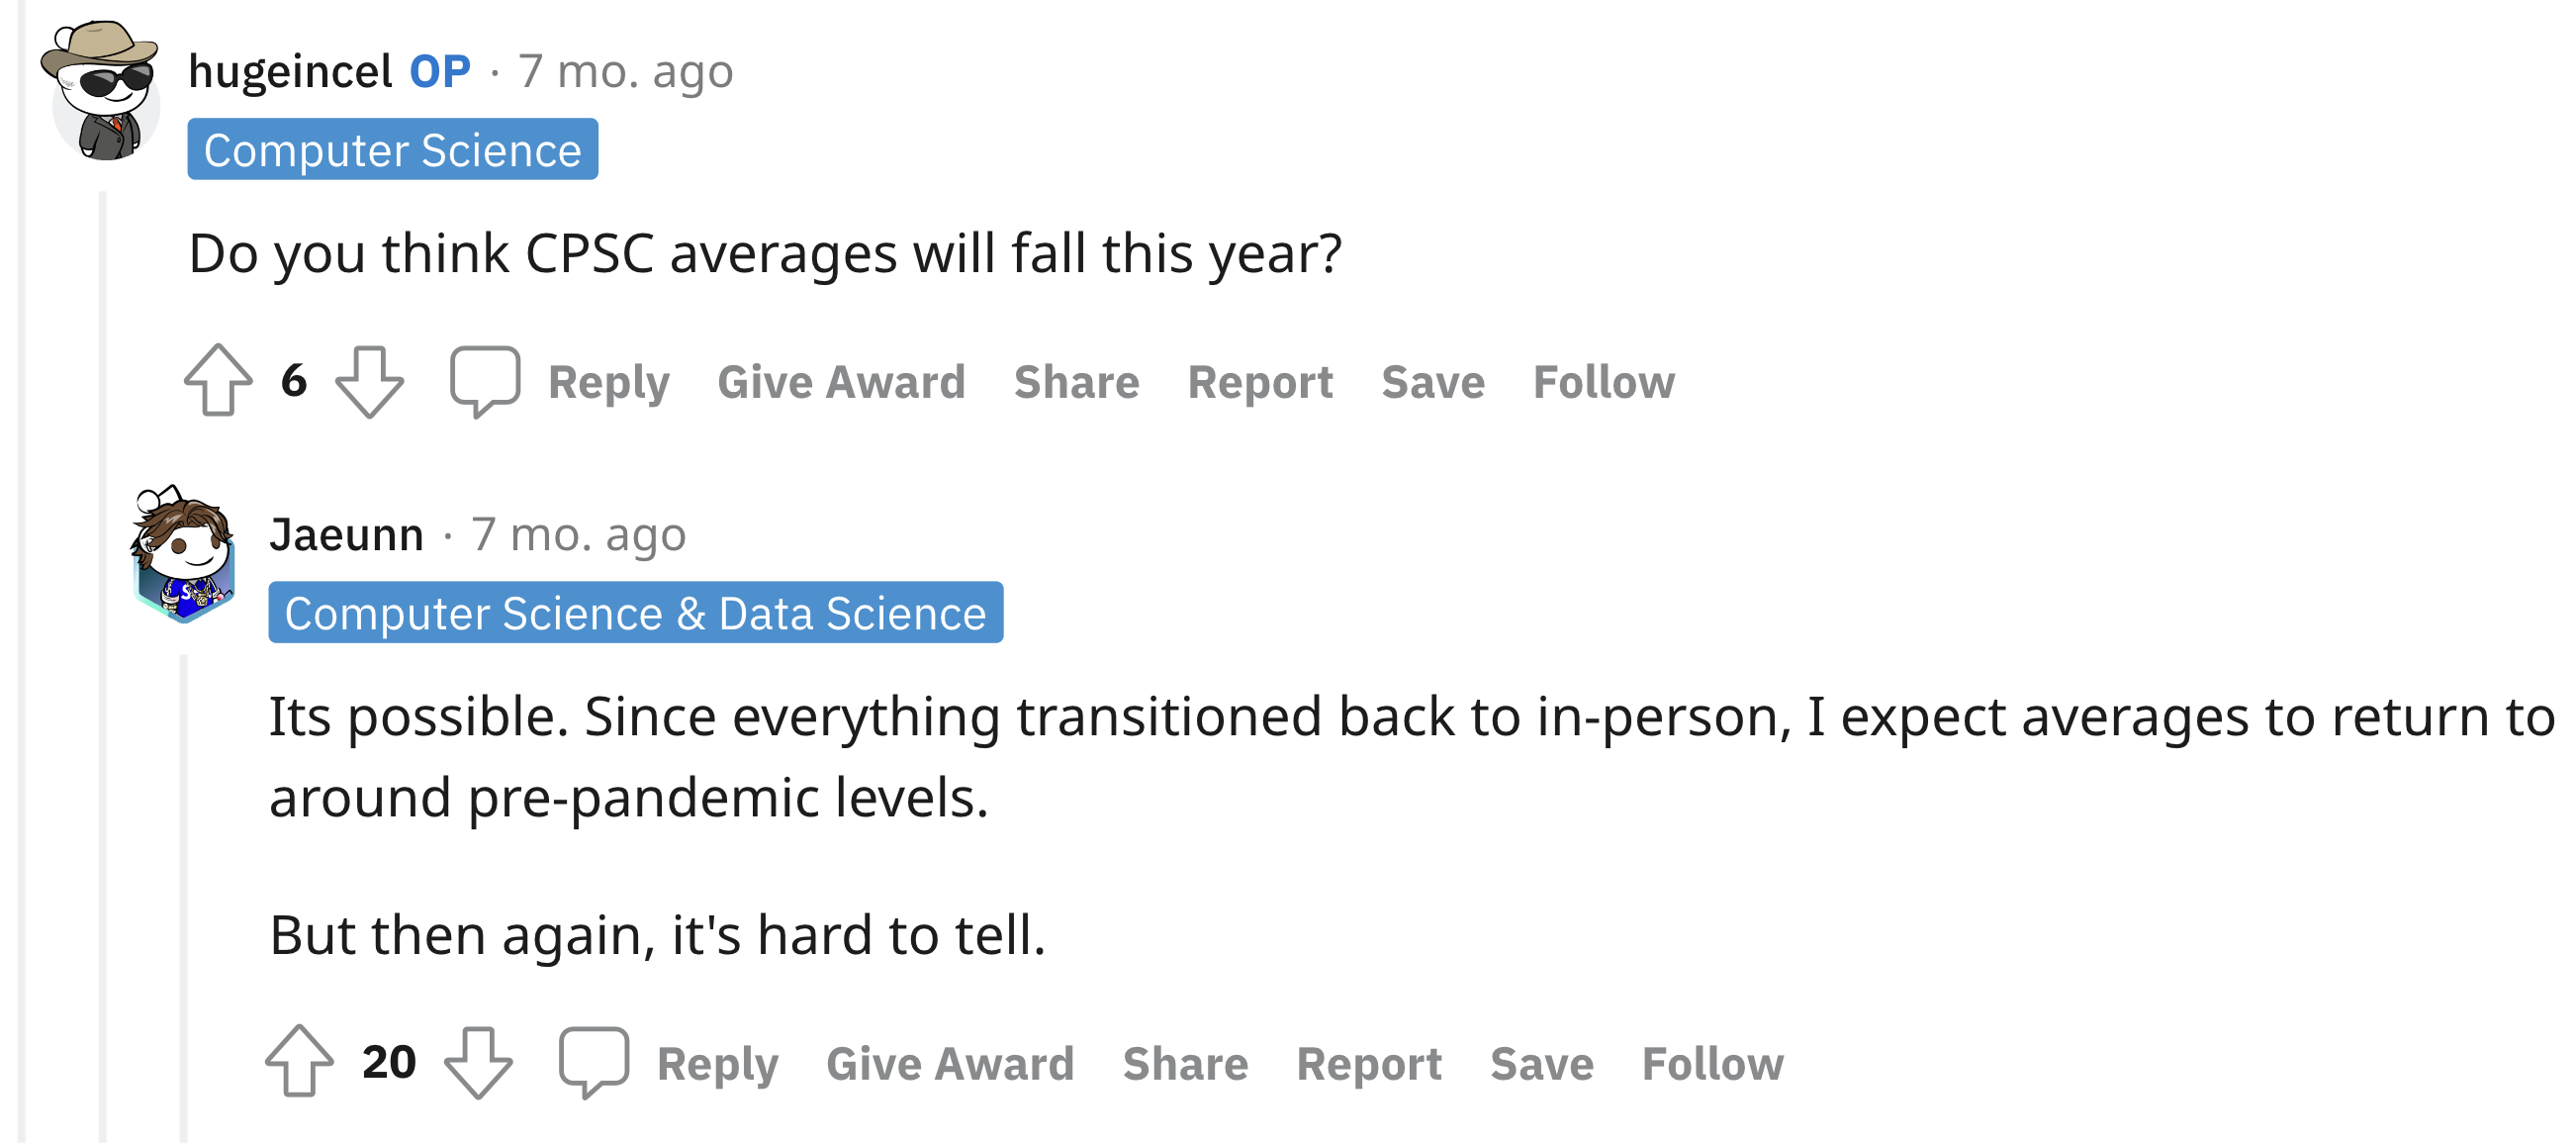 hugeincel OP · 7 mo. ago
Computer Science
Do you think CPSC averages will fall this year?
6 Reply Give Award Share Report Save Follow
Jaeunn · 7 mo. ago
Computer Science & Data Science
Its possible. Since everything transitioned back to in-person, I expect averages to return to
around pre-pandemic levels.
But then again, it's hard to tell.
20 Reply Give Award Share Report Save Follow